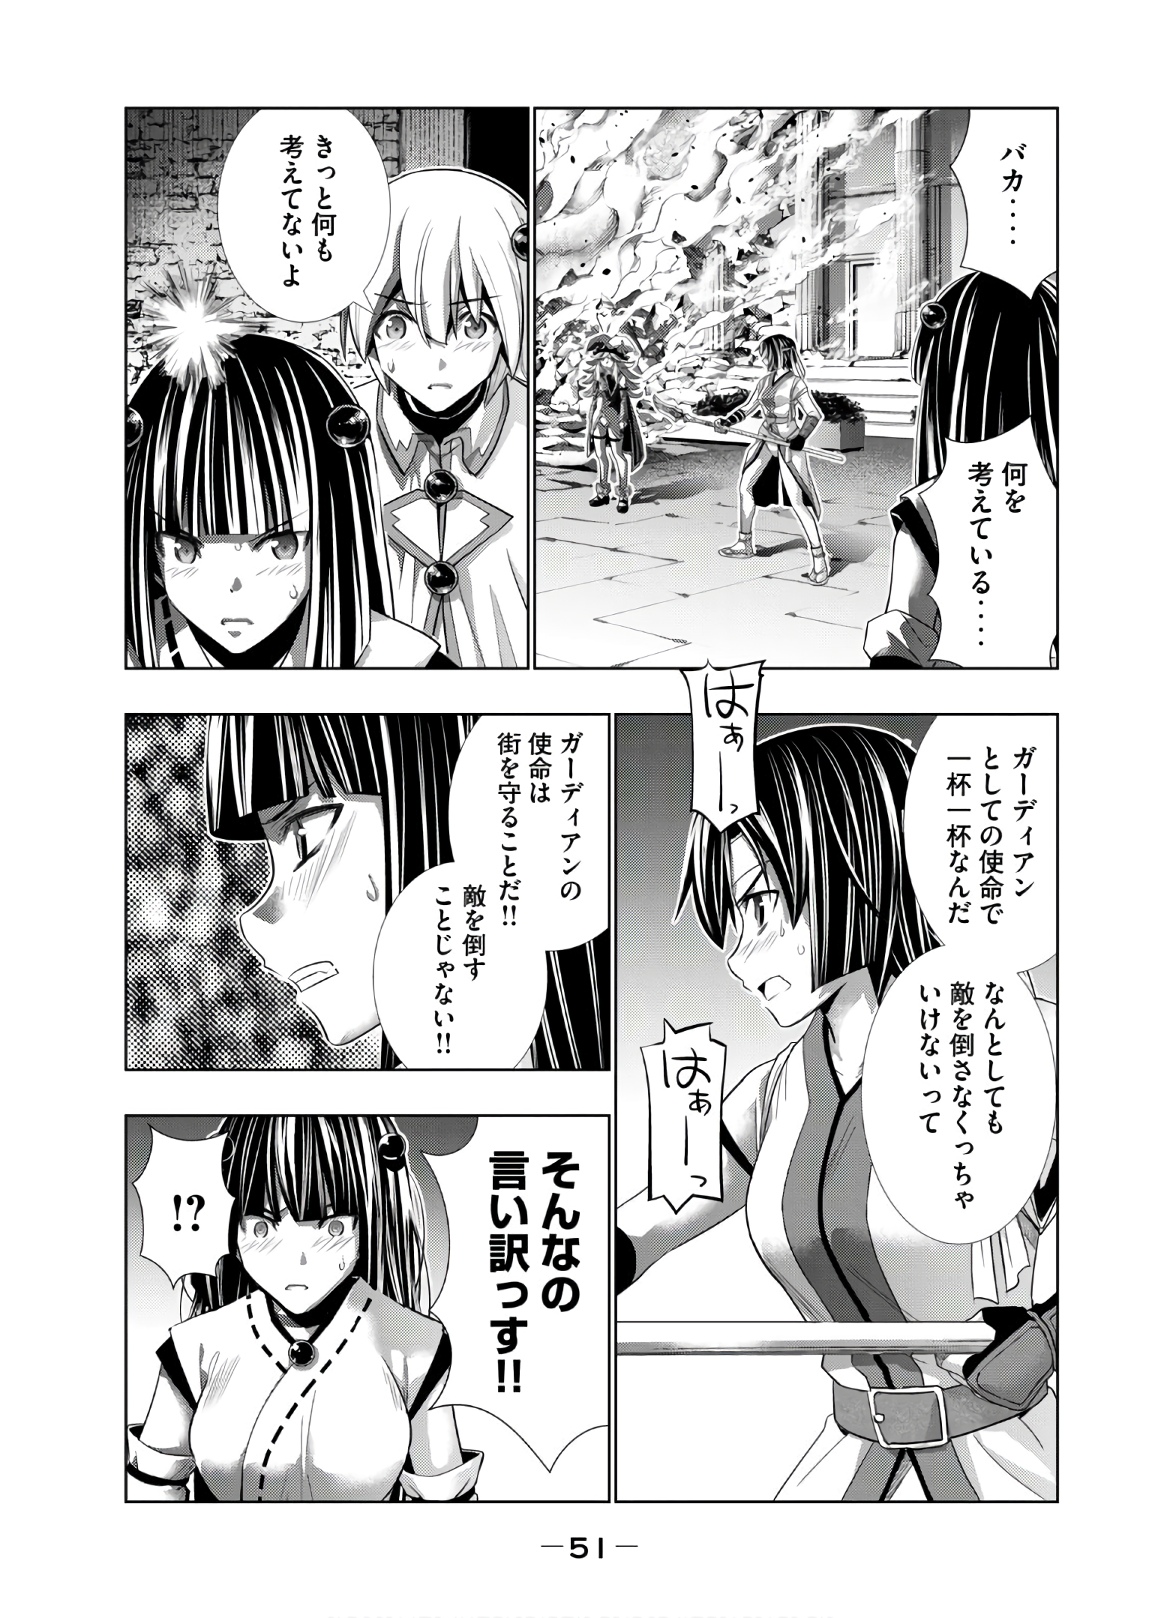 バカ‥‥
何を
考えている‥‥
きっと何も
考えてないよ
ガーディアン
としての使命で
一杯一杯なんだ
なんとしても
敵を倒さなくっちゃ
いけないって
はぁーっ
はぁーっ
ガーディアンの
使命は
街を守ることだ!!
敵を倒す
ことじゃない!!
そんなの
言い訳っす!!
!?
—51—